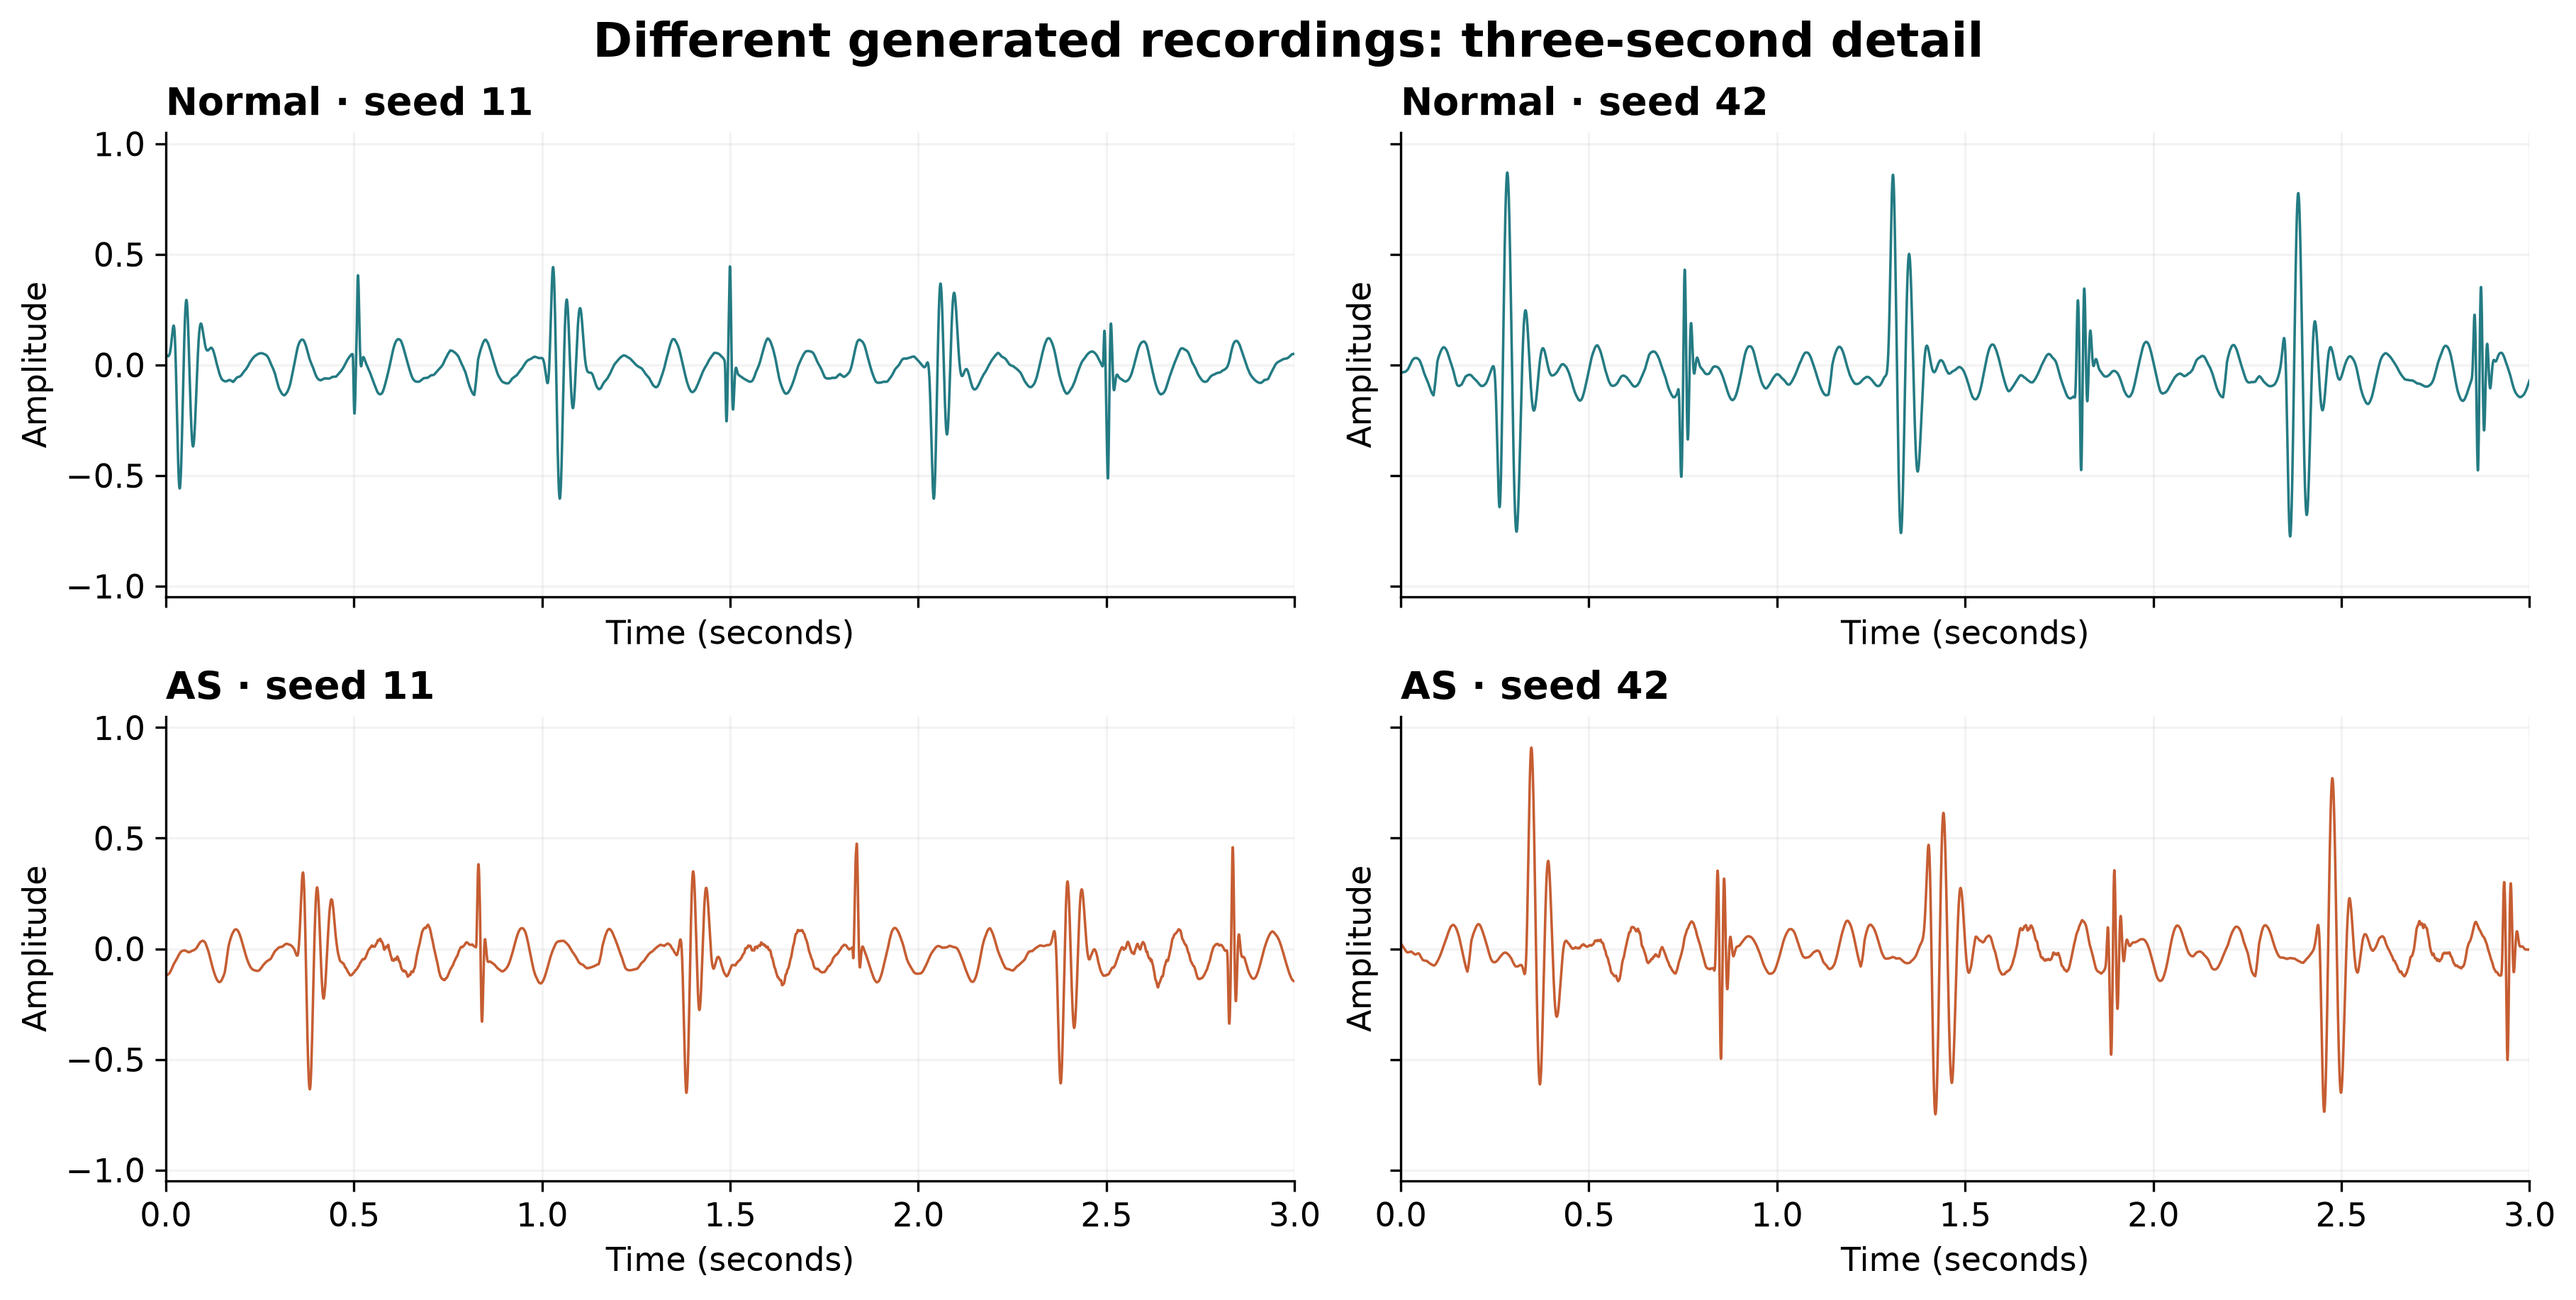 Different generated recordings: three-second detail
Normal · seed 11
Normal · seed 42
1.0
0.5
0.0
−0.5
−1.0
Amplitude
Amplitude
Time (seconds)
Time (seconds)
AS · seed 11
AS · seed 42
1.0
0.5
0.0
−0.5
−1.0
Amplitude
Amplitude
0.0 0.5 1.0 1.5 2.0 2.5 3.0
0.0 0.5 1.0 1.5 2.0 2.5 3.0
Time (seconds)
Time (seconds)